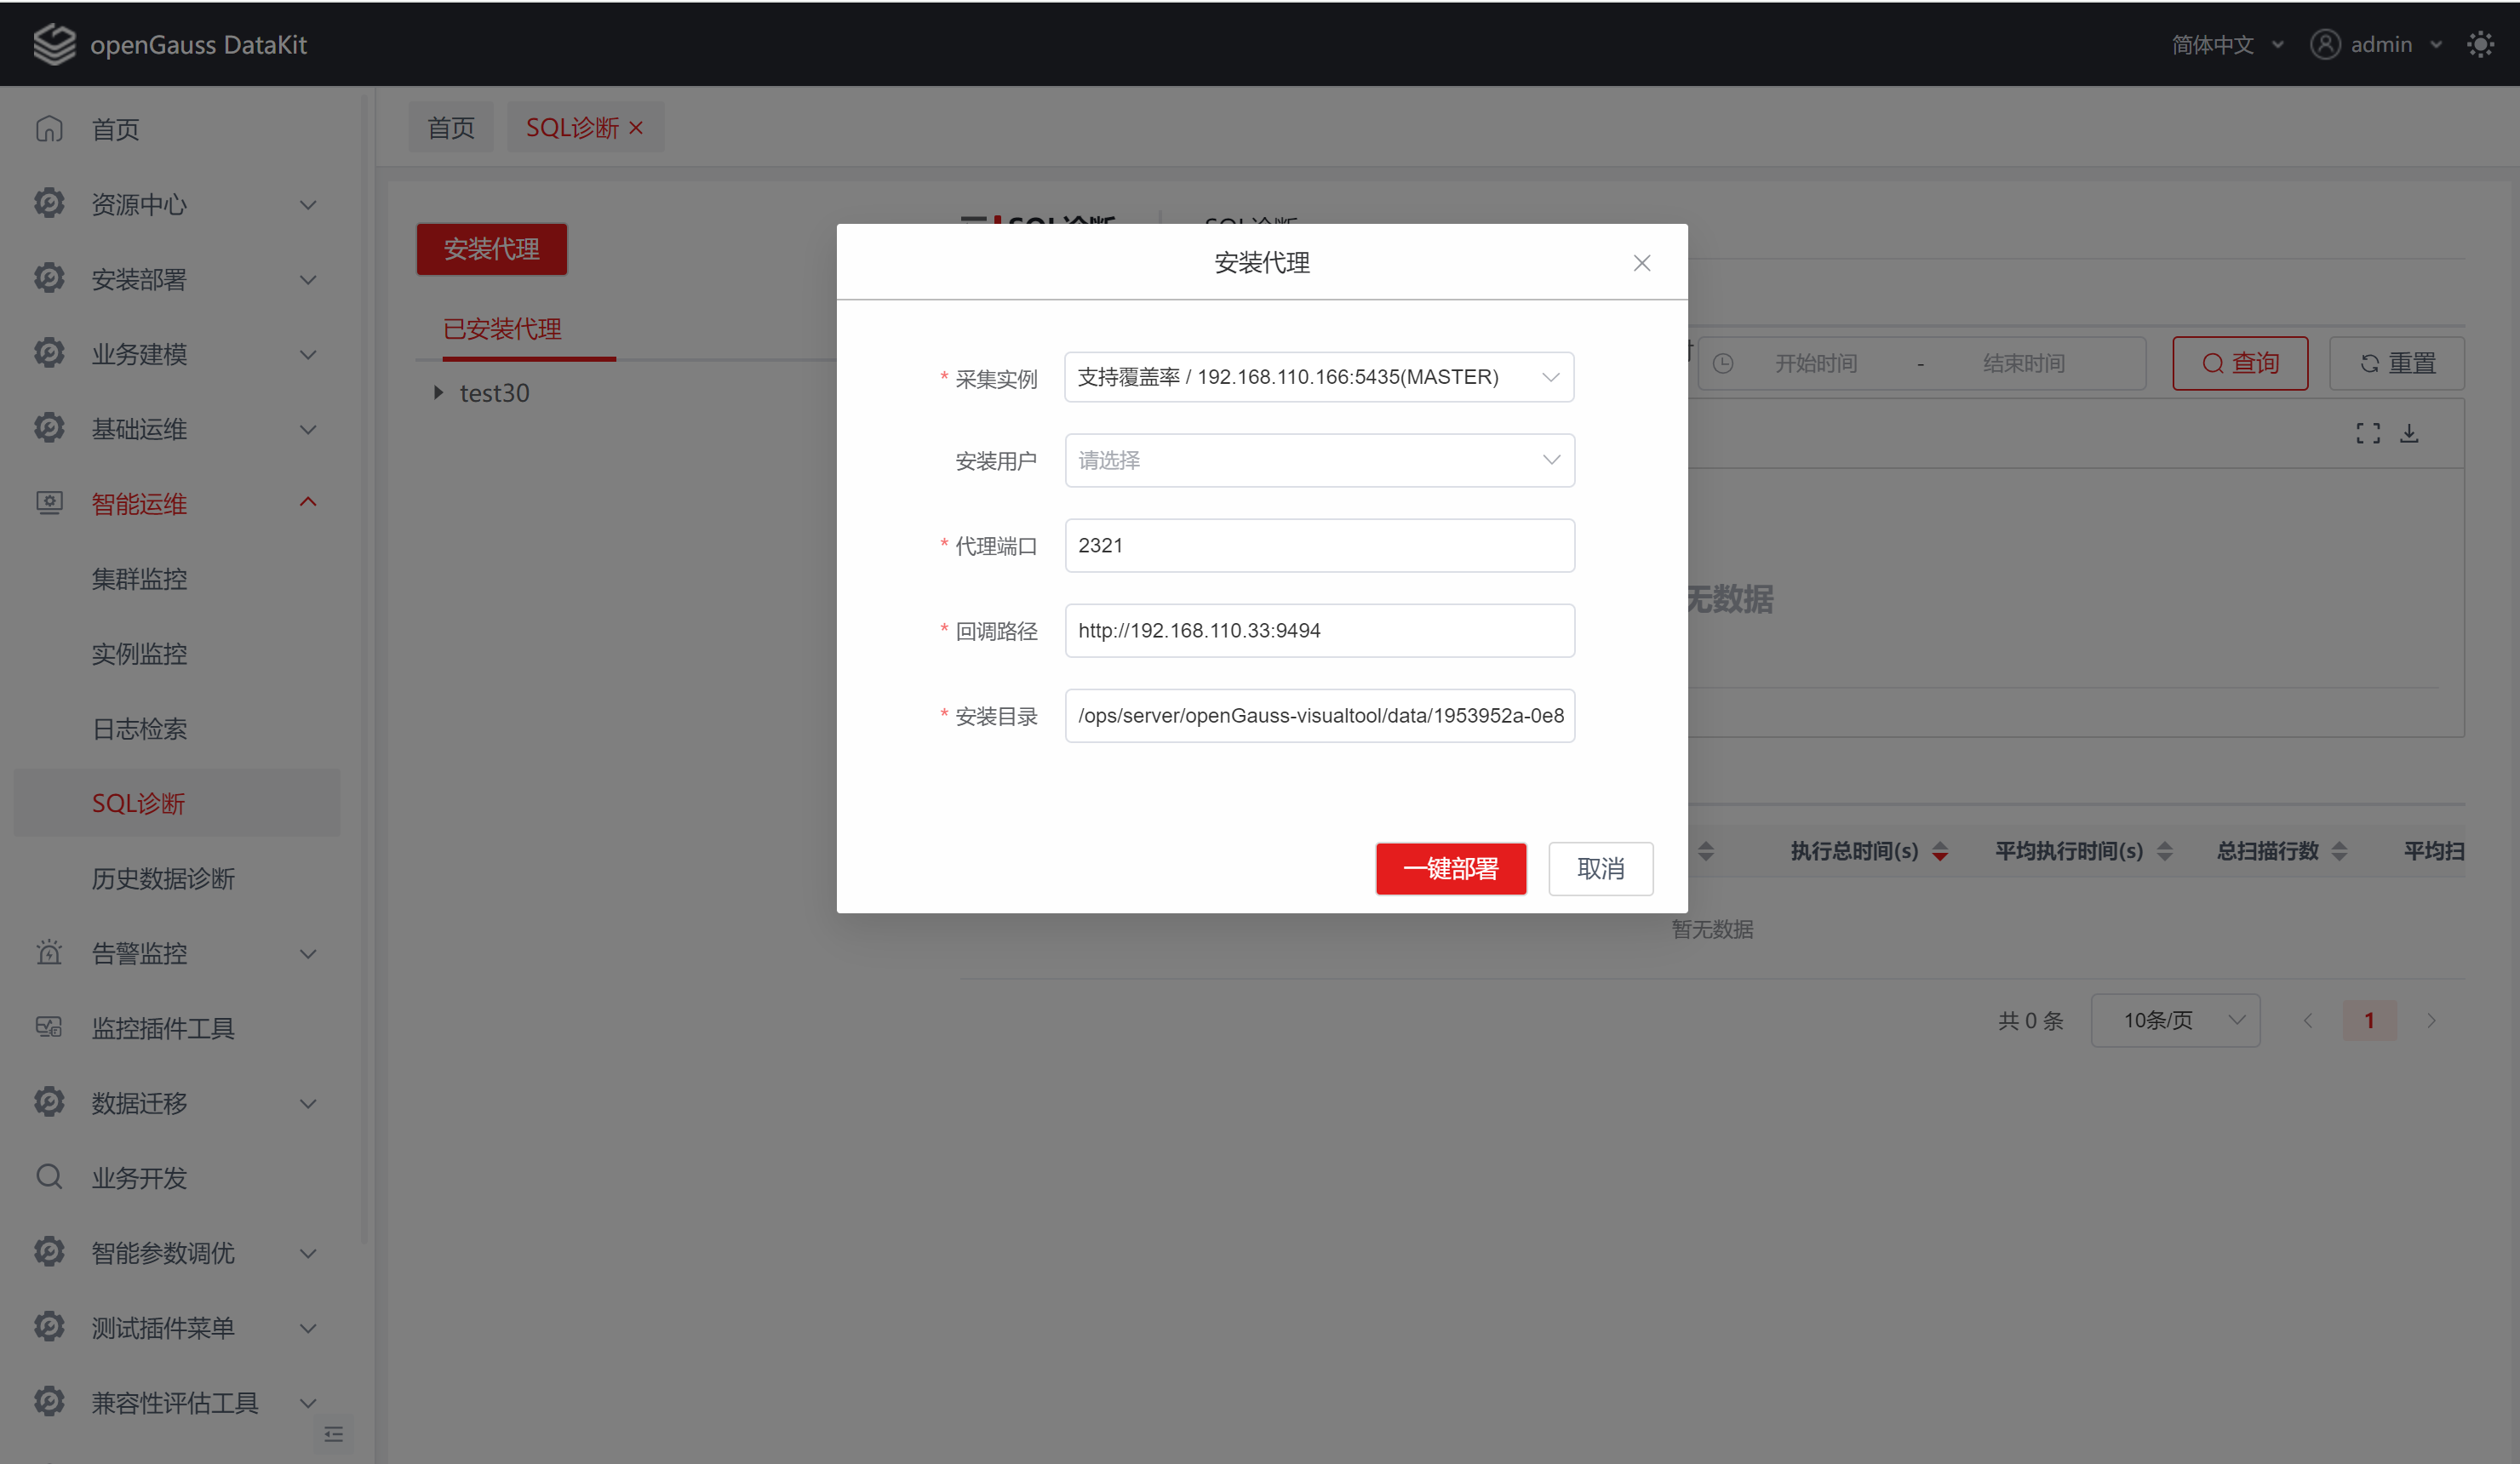 openGauss DataKit
简体中文
admin
首页
资源中心
安装部署
业务建模
基础运维
智能运维
集群监控
实例监控
日志检索
SQL诊断
历史数据诊断
告警监控
监控插件工具
数据迁移
业务开发
智能参数调优
测试插件菜单
兼容性评估工具
首页
SQL诊断
安装代理
已安装代理
test30
SQL诊断
SQL诊断
安装代理
* 采集实例
支持覆盖率 / 192.168.110.166:5435(MASTER)
安装用户
请选择
* 代理端口
2321
* 回调路径
http://192.168.110.33:9494
* 安装目录
/ops/server/openGauss-visualtool/data/1953952a-0e8
一键部署
取消
开始时间
-
结束时间
查询
重置
无数据
执行总时间(s)
平均执行时间(s)
总扫描行数
平均扫
暂无数据
共 0 条
10条/页
1